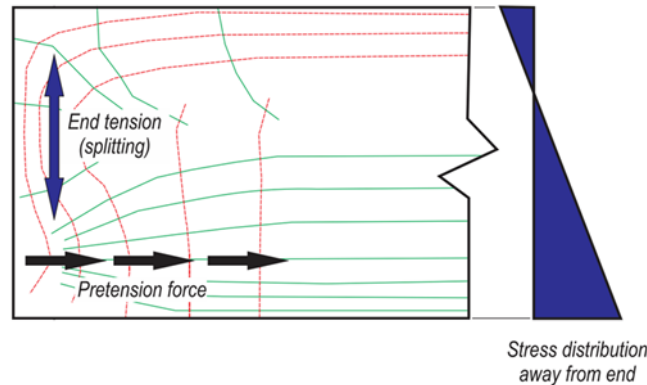 End tension
(splitting)
Pretension force
Stress distribution
away from end